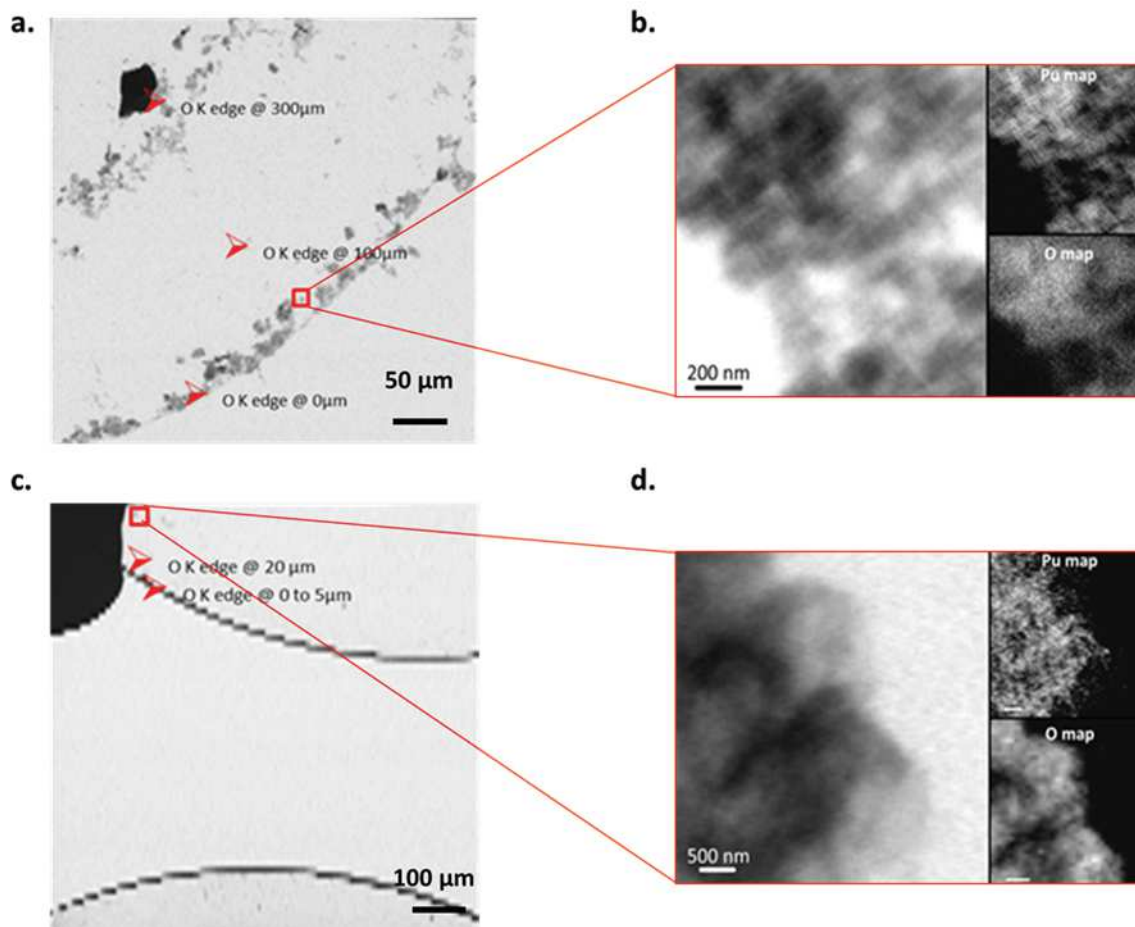 a.
O K edge @ 300μm
O K edge @ 100μm
O K edge @ 0μm
50 μm
b.
Pu map
O map
200 nm
c.
O K edge @ 20 μm
O K edge @ 0 to 5μm
100 μm
d.
Pu map
O map
500 nm